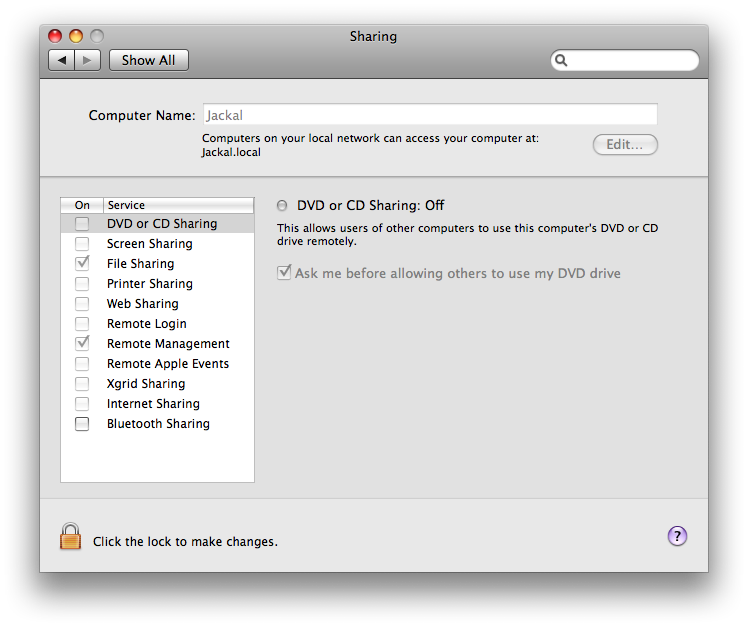 Sharing
Show All
Computer Name: Jackal
Computers on your local network can access your computer at:
Jackal.local
Edit...
On Service
DVD or CD Sharing
Screen Sharing
File Sharing
Printer Sharing
Web Sharing
Remote Login
Remote Management
Remote Apple Events
Xgrid Sharing
Internet Sharing
Bluetooth Sharing
DVD or CD Sharing: Off
This allows users of other computers to use this computer's DVD or CD
drive remotely.
Ask me before allowing others to use my DVD drive
Click the lock to make changes.
?